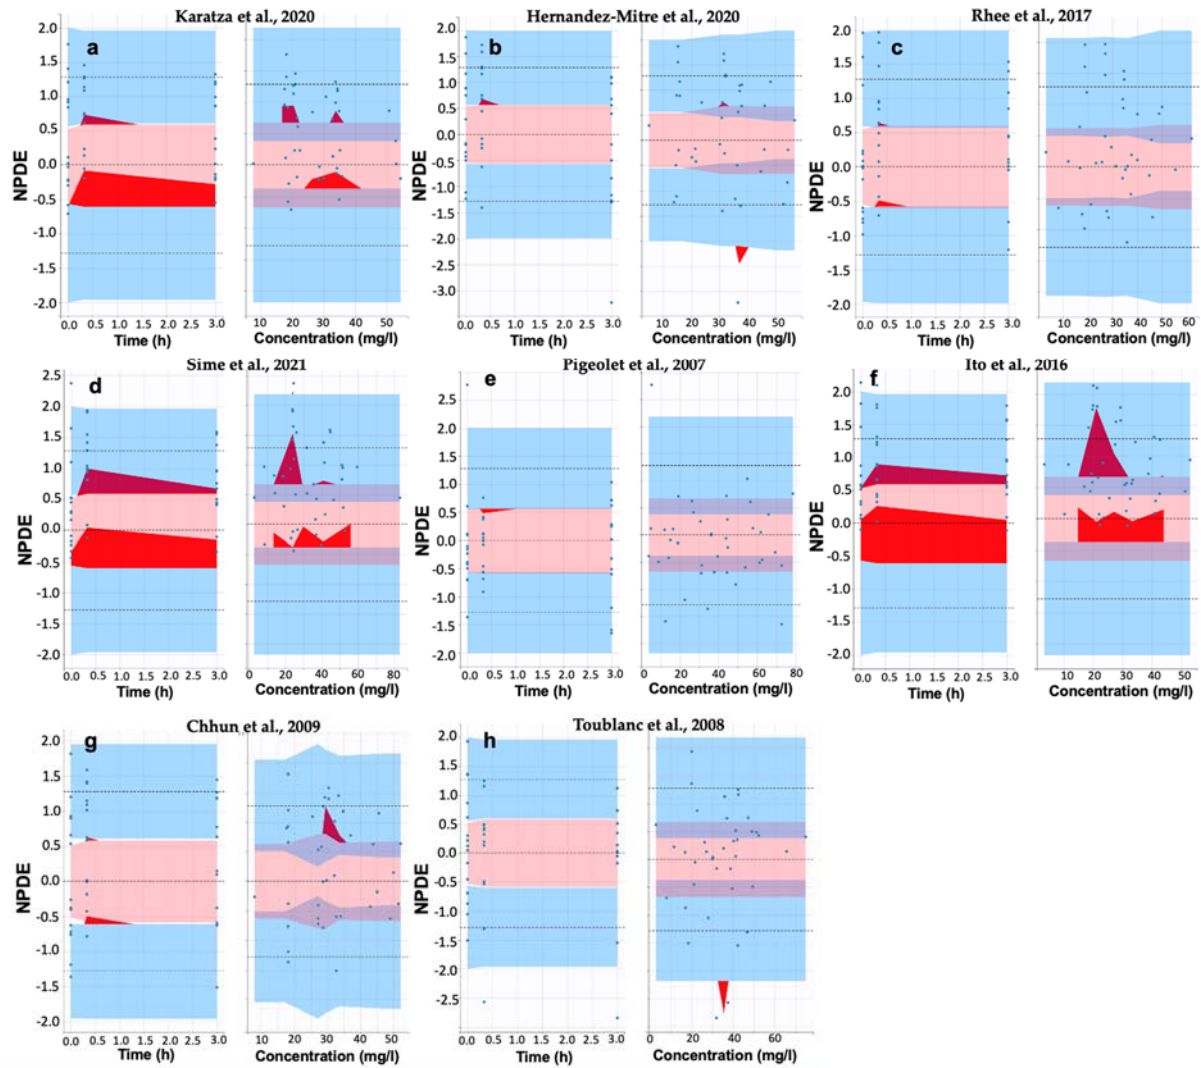 Karatza et al., 2020
Hernandez-Mitre et al., 2020
Rhee et al., 2017
a
b
c
NPDE
2.0
1.5
1.0
0.5
0.0
-0.5
-1.0
-1.5
-2.0
0.0 0.5 1.0 1.5 2.0 2.5 3.0
Time (h)
10 20 30 40 50
Concentration (mg/l)
NPDE
2.0
1.5
1.0
0.5
0.0
-0.5
-1.0
-1.5
-2.0
-3.0
0.0 0.5 1.0 1.5 2.0 2.5 3.0
Time (h)
10 20 30 40 50
Concentration (mg/l)
NPDE
2.0
1.5
1.0
0.5
0.0
-0.5
-1.0
-1.5
-2.0
0.0 0.5 1.0 1.5 2.0 2.5 3.0
Time (h)
10 20 30 40 50 60
Concentration (mg/l)
Sime et al., 2021
Pigeolet et al., 2007
Ito et al., 2016
d
e
f
NPDE
2.5
2.0
1.5
1.0
0.5
0.0
-0.5
-1.0
-1.5
-2.0
0.0 0.5 1.0 1.5 2.0 2.5 3.0
Time (h)
20 40 60 80
Concentration (mg/l)
NPDE
2.5
2.0
1.5
1.0
0.5
0.0
-0.5
-1.0
-1.5
-2.0
0.0 0.5 1.0 1.5 2.0 2.5 3.0
Time (h)
0 20 40 60 80
Concentration (mg/l)
NPDE
2.0
1.5
1.0
0.5
0.0
-0.5
-1.0
-1.5
-2.0
0.0 0.5 1.0 1.5 2.0 2.5 3.0
Time (h)
10 20 30 40 50
Concentration (mg/l)
Chhun et al., 2009
Toublanc et al., 2008
g
h
NPDE
2.0
1.5
1.0
0.5
0.0
-0.5
-1.0
-1.5
-2.0
0.0 0.5 1.0 1.5 2.0 2.5 3.0
Time (h)
10 20 30 40 50
Concentration (mg/l)
NPDE
2.0
1.5
1.0
0.5
0.0
-0.5
-1.0
-1.5
-2.0
-2.5
0.0 0.5 1.0 1.5 2.0 2.5 3.0
Time (h)
0 20 40 60
Concentration (mg/l)